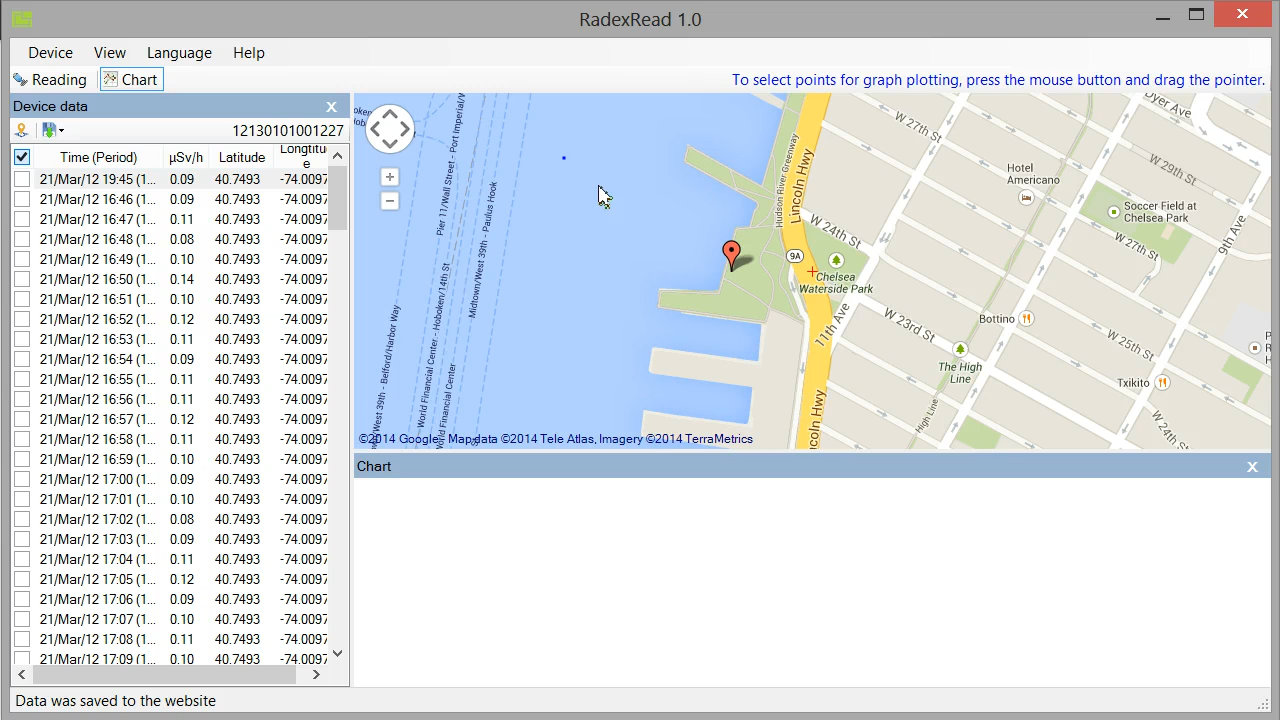 RadexRead 1.0
Device View Language Help
Reading Chart To select points for graph plotting, press the mouse button and drag the pointer.
Device data
12130101001227
Time (Period) µSv/h Latitude Longtitu
e
21/Mar/12 19:45 (1... 0.09 40.7493 -74.0097
21/Mar/12 16:46 (1... 0.09 40.7493 -74.0097
21/Mar/12 16:47 (1... 0.11 40.7493 -74.0097
21/Mar/12 16:48 (1... 0.08 40.7493 -74.0097
21/Mar/12 16:49 (1... 0.10 40.7493 -74.0097
21/Mar/12 16:50 (1... 0.14 40.7493 -74.0097
21/Mar/12 16:51 (1... 0.10 40.7493 -74.0097
21/Mar/12 16:52 (1... 0.12 40.7493 -74.0097
21/Mar/12 16:53 (1... 0.11 40.7493 -74.0097
21/Mar/12 16:54 (1... 0.09 40.7493 -74.0097
21/Mar/12 16:55 (1... 0.11 40.7493 -74.0097
21/Mar/12 16:56 (1... 0.11 40.7493 -74.0097
21/Mar/12 16:57 (1... 0.12 40.7493 -74.0097
21/Mar/12 16:58 (1... 0.11 40.7493 -74.0097
21/Mar/12 16:59 (1... 0.10 40.7493 -74.0097
21/Mar/12 17:00 (1... 0.09 40.7493 -74.0097
21/Mar/12 17:01 (1... 0.10 40.7493 -74.0097
21/Mar/12 17:02 (1... 0.08 40.7493 -74.0097
21/Mar/12 17:03 (1... 0.09 40.7493 -74.0097
21/Mar/12 17:04 (1... 0.11 40.7493 -74.0097
21/Mar/12 17:05 (1... 0.12 40.7493 -74.0097
21/Mar/12 17:06 (1... 0.09 40.7493 -74.0097
21/Mar/12 17:07 (1... 0.10 40.7493 -74.0097
21/Mar/12 17:08 (1... 0.11 40.7493 -74.0097
21/Mar/12 17:09 (1... 0.10 40.7493 -74.0097
Pier 11/Wall Street - Port Imperial/W
Midtown/West 39th - Paulus Hook
World Financial Center - Hoboken/14th St
West 39th - Belford/Harbor Way
World Financial Center
Hudson River Greenway
Lincoln Hwy
9A
W 24th St
Chelsea
Waterside Park
11th Ave
W 23rd St
coln Hwy
W 27th St
Hotel
Americano
Dyer Ave
W 29th St
Soccer Field at
Chelsea Park
W 27th St
9th Ave
Bottino
W 25th St
The High
Line
High Line
Txikito
W 24th St
©2014 Google, Map data ©2014 Tele Atlas, Imagery ©2014 TerraMetrics
Chart
Data was saved to the website